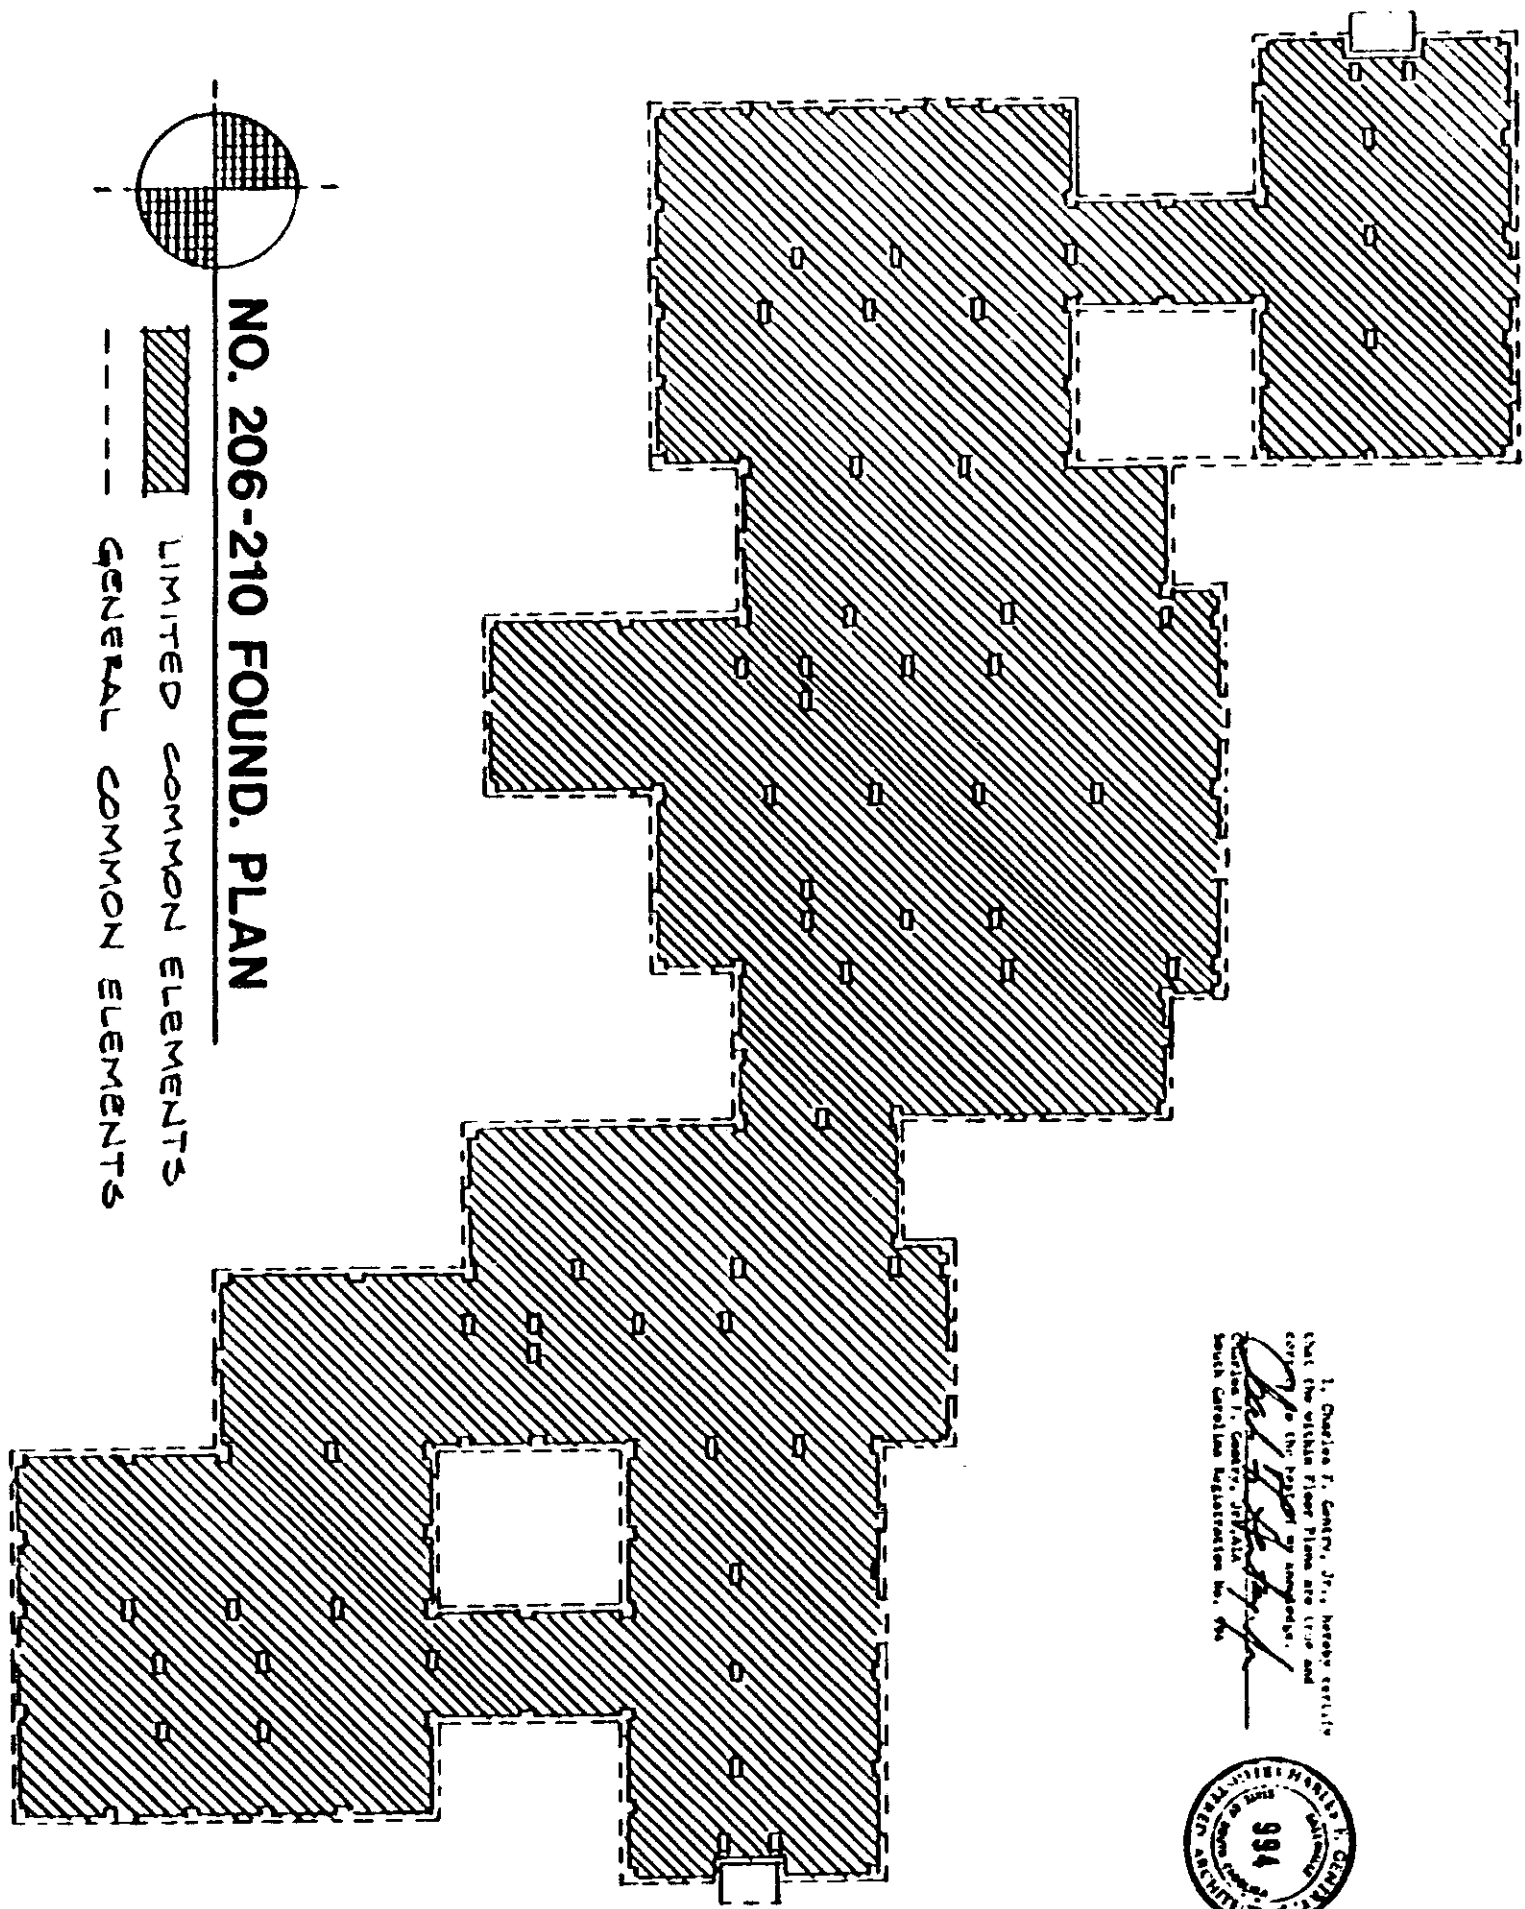 NO. 206-210 FOUND. PLAN
LIMITED COMMON ELEMENTS
GENERAL COMMON ELEMENTS
I, Charles F. Gentry, Jr., hereby certify
that the within Floor Plans are true and
to the best of my knowledge.
Charles F. Gentry, Jr., AIA
South Carolina Registration No. 994
994